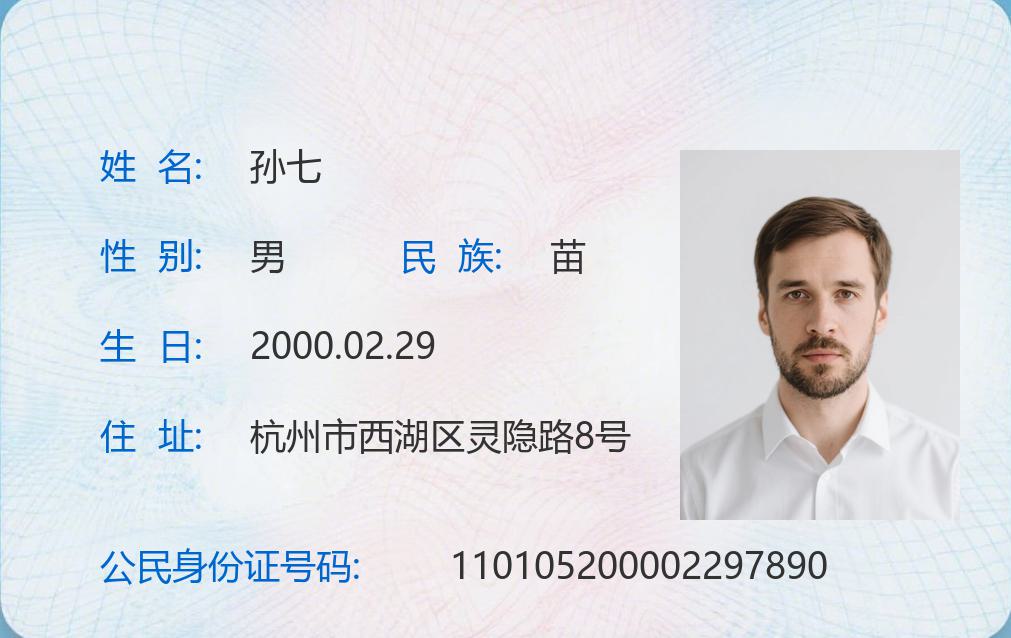 姓 名: 孙七
性 别: 男 民 族: 苗
生 日: 2000.02.29
住 址: 杭州市西湖区灵隐路8号
公民身份证号码: 110105200002297890